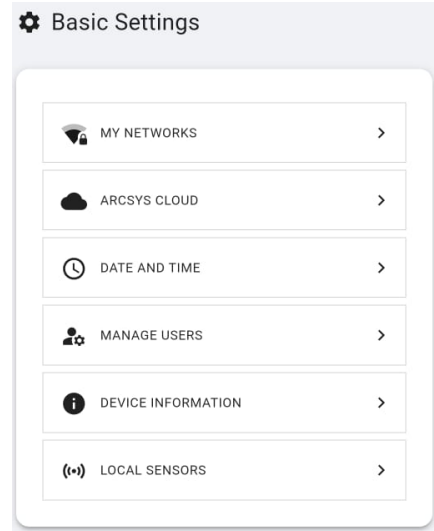 Basic Settings
MY NETWORKS
ARCSYS CLOUD
DATE AND TIME
MANAGE USERS
DEVICE INFORMATION
LOCAL SENSORS